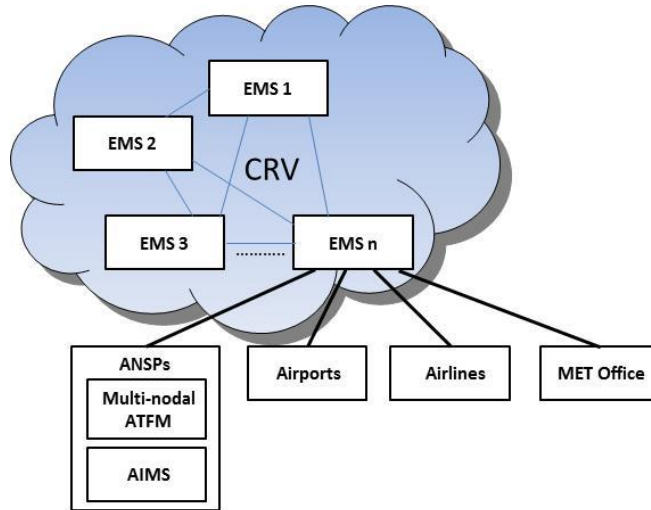 EMS 1
EMS 2
CRV
EMS 3
..........
EMS n
ANSPs
Multi-nodal
ATFM
AIMS
Airports
Airlines
MET Office